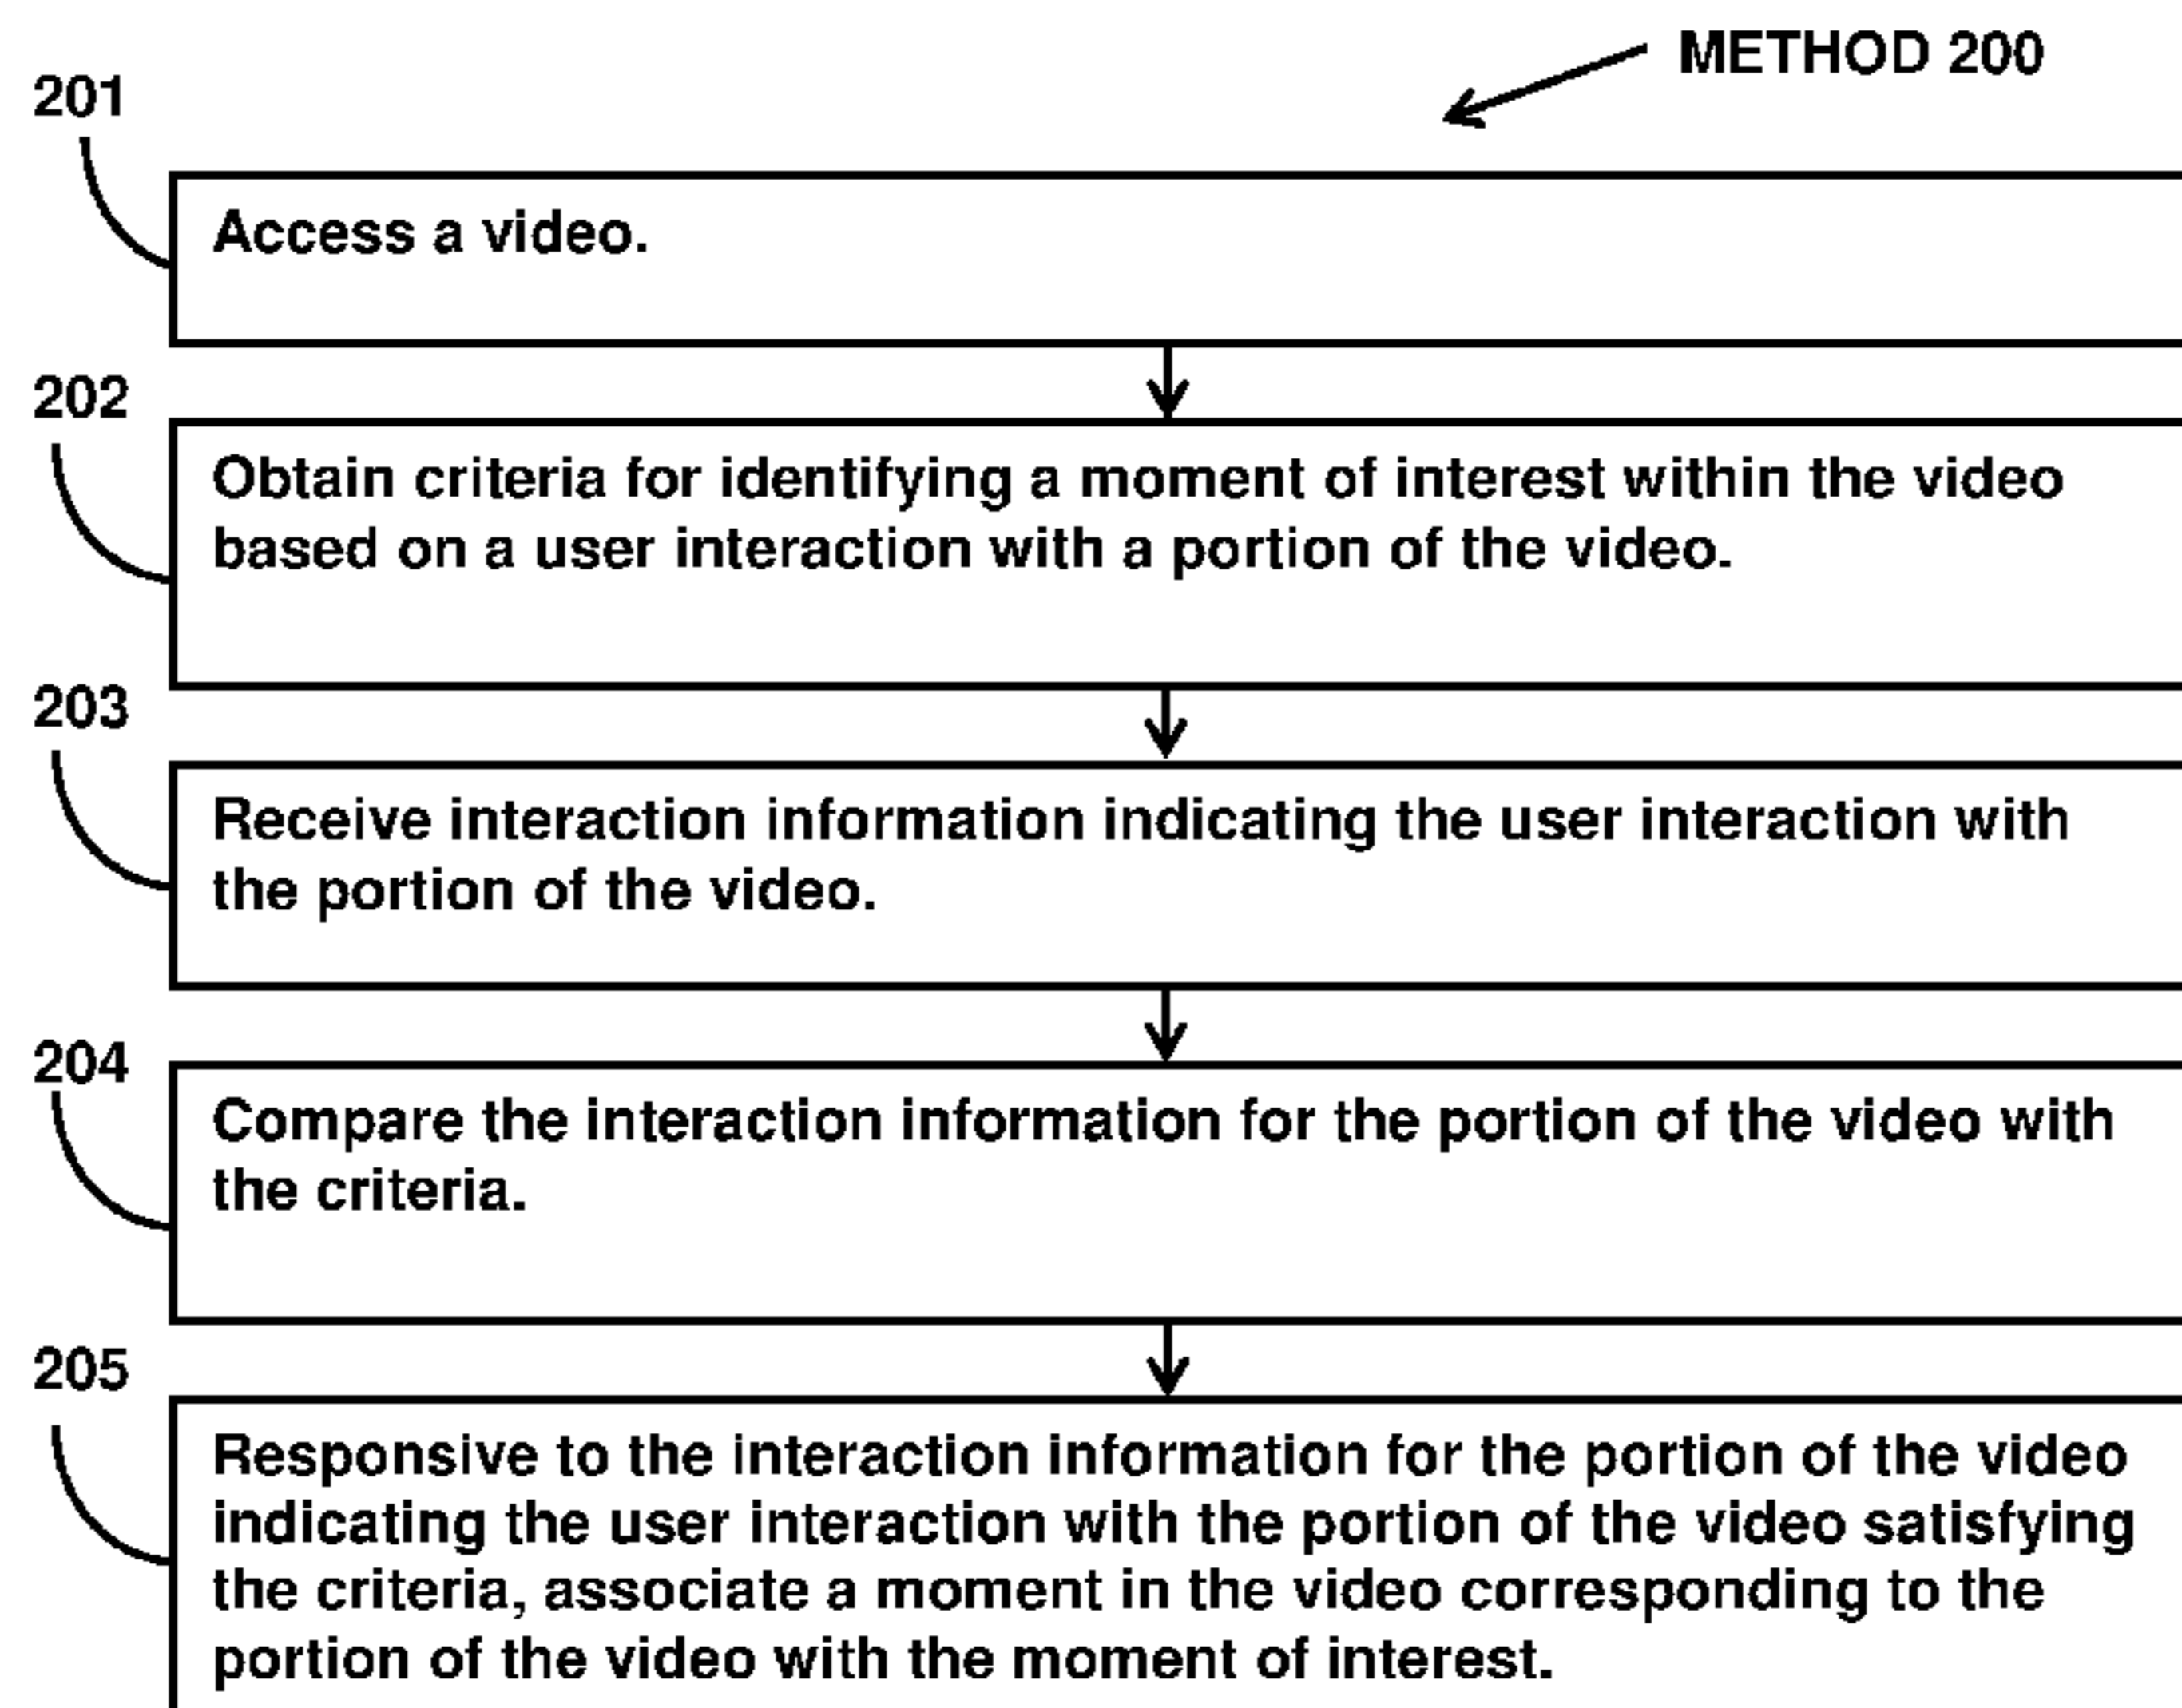 METHOD 200
201
Access a video.
202
Obtain criteria for identifying a moment of interest within the video
based on a user interaction with a portion of the video.
203
Receive interaction information indicating the user interaction with
the portion of the video.
204
Compare the interaction information for the portion of the video with
the criteria.
205
Responsive to the interaction information for the portion of the video
indicating the user interaction with the portion of the video satisfying
the criteria, associate a moment in the video corresponding to the
portion of the video with the moment of interest.